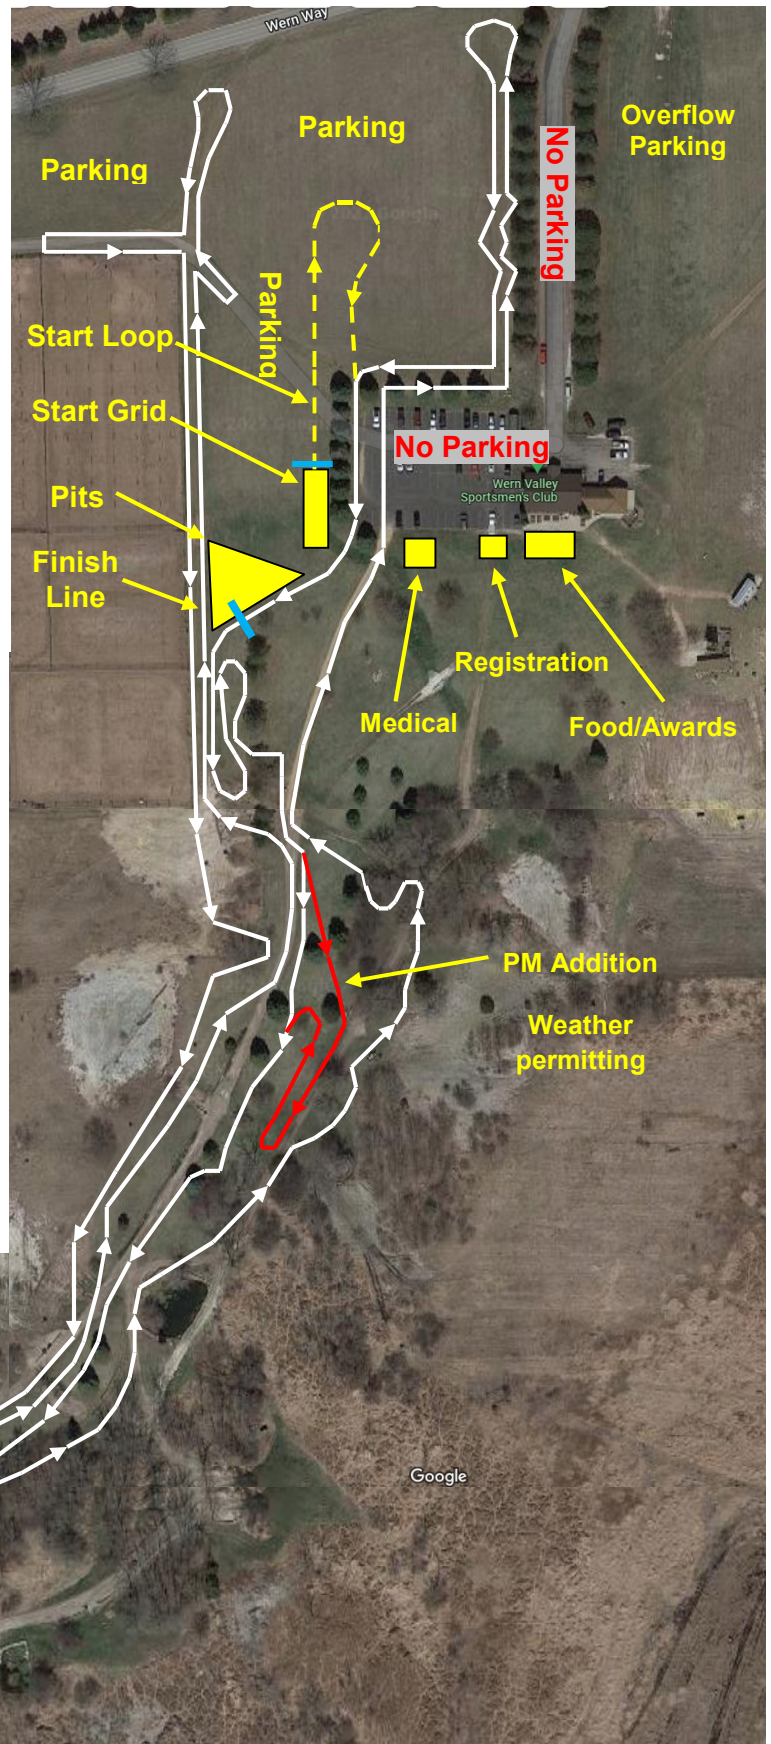 Wern Way
Parking
Overflow
Parking
Parking
No Parking
Parking
Start Loop
Start Grid
No Parking
Wern Valley
Sportsmen's Club
Pits
Finish
Line
Registration
Medical
Food/Awards
PM Addition
Weather
permitting
Google